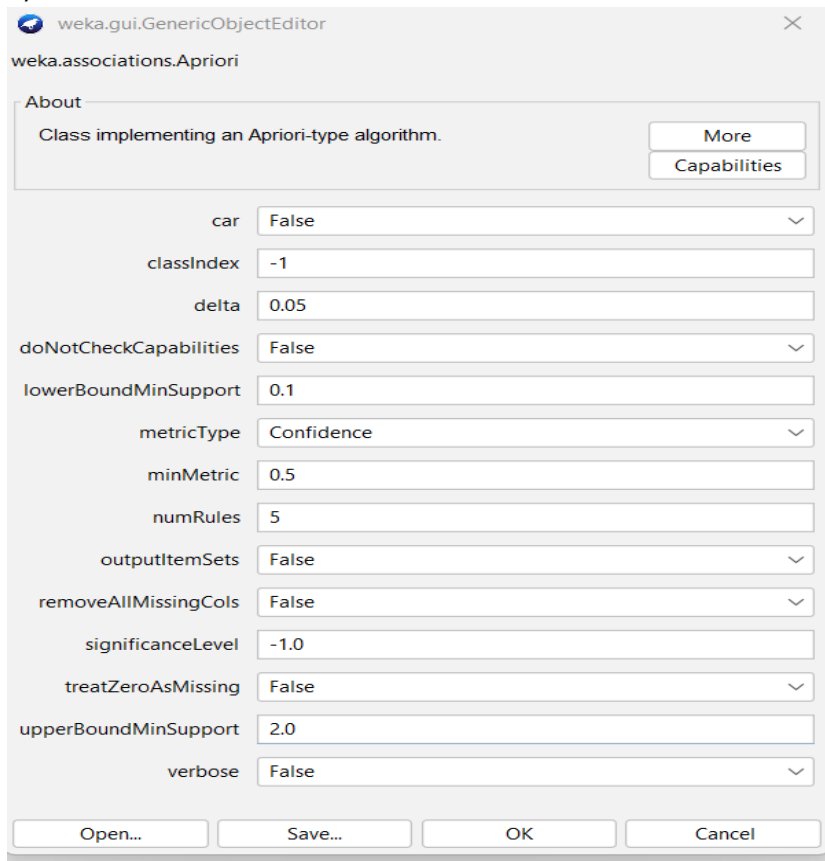 weka.gui.GenericObjectEditor
weka.associations.Apriori
About
Class implementing an Apriori-type algorithm.
More
Capabilities
car False
classIndex -1
delta 0.05
doNotCheckCapabilities False
lowerBoundMinSupport 0.1
metricType Confidence
minMetric 0.5
numRules 5
outputItemSets False
removeAllMissingCols False
significanceLevel -1.0
treatZeroAsMissing False
upperBoundMinSupport 2.0
verbose False
Open... Save... OK Cancel